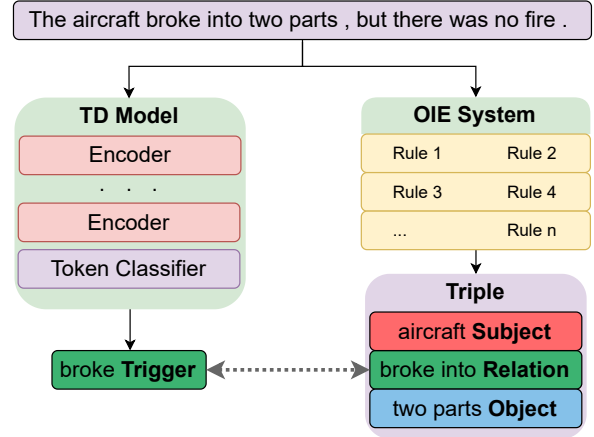 The aircraft broke into two parts , but there was no fire .
TD Model
Encoder
. . .
Encoder
Token Classifier
broke Trigger
OIE System
Rule 1 Rule 2
Rule 3 Rule 4
... Rule n
Triple
aircraft Subject
broke into Relation
two parts Object